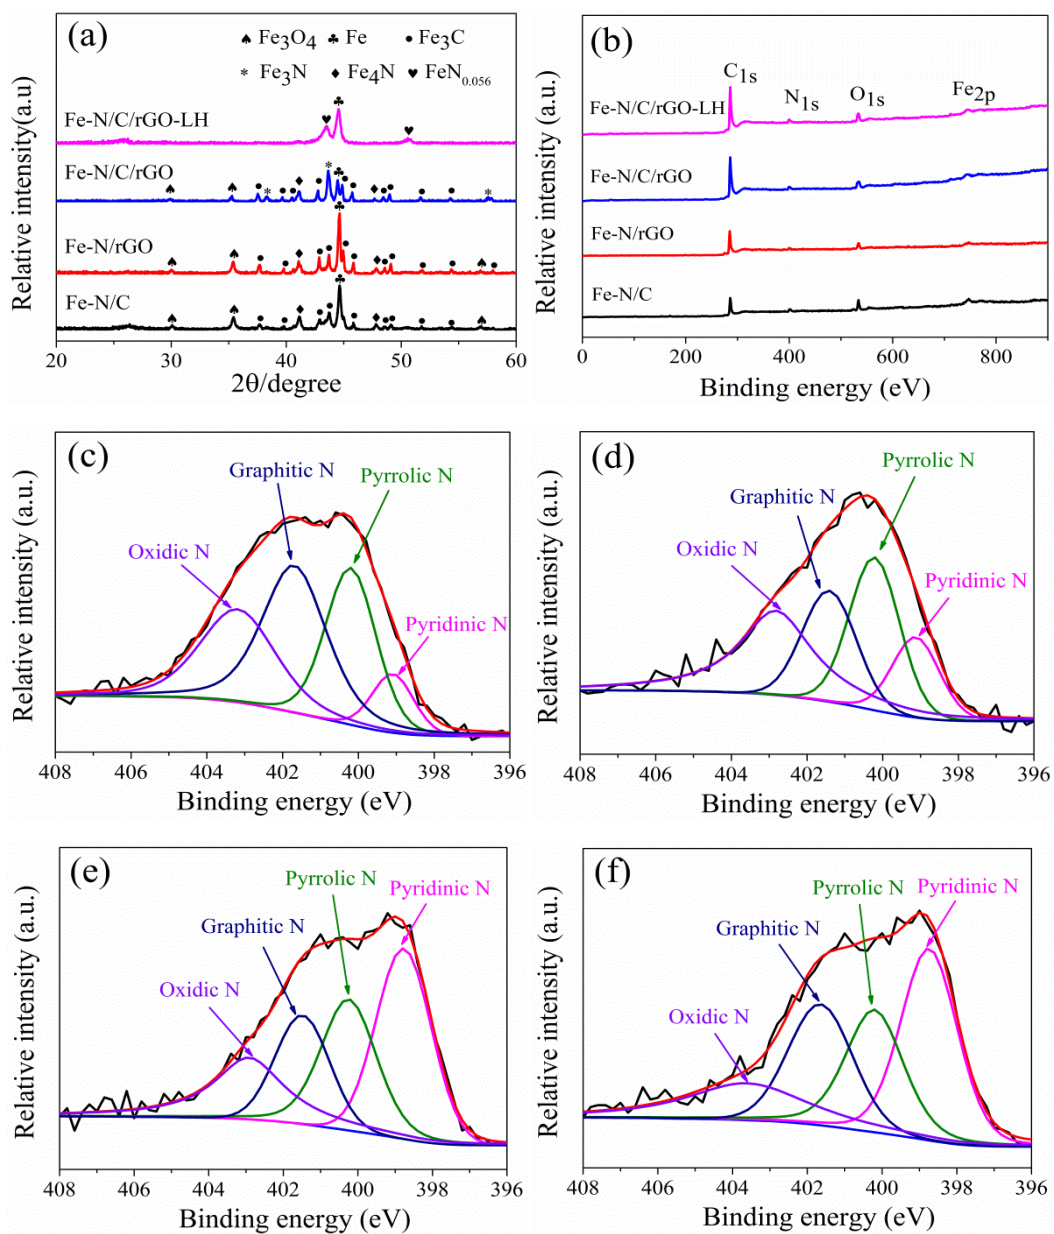 (a)
♠ Fe3O4 ♣ Fe ● Fe3C
* Fe3N ♦ Fe4N ♥ FeN0.056
Fe-N/C/rGO-LH
Fe-N/C/rGO
Fe-N/rGO
Fe-N/C
Relative intensity(a.u)
20 30 40 50 60
2θ/degree
(b)
C1s
N1s
O1s
Fe2p
Fe-N/C/rGO-LH
Fe-N/C/rGO
Fe-N/rGO
Fe-N/C
Relative intensity (a.u.)
0 200 400 600 800
Binding energy (eV)
(c)
Graphitic N
Pyrrolic N
Oxidic N
Pyridinic N
Relative intensity (a.u.)
408 406 404 402 400 398 396
Binding energy (eV)
(d)
Pyrrolic N
Graphitic N
Oxidic N
Pyridinic N
Relative intensity (a.u.)
408 406 404 402 400 398 396
Binding energy (eV)
(e)
Pyrrolic N
Pyridinic N
Graphitic N
Oxidic N
Relative intensity (a.u.)
408 406 404 402 400 398 396
Binding energy (eV)
(f)
Pyrrolic N
Pyridinic N
Graphitic N
Oxidic N
Relative intensity (a.u.)
408 406 404 402 400 398 396
Binding energy (eV)